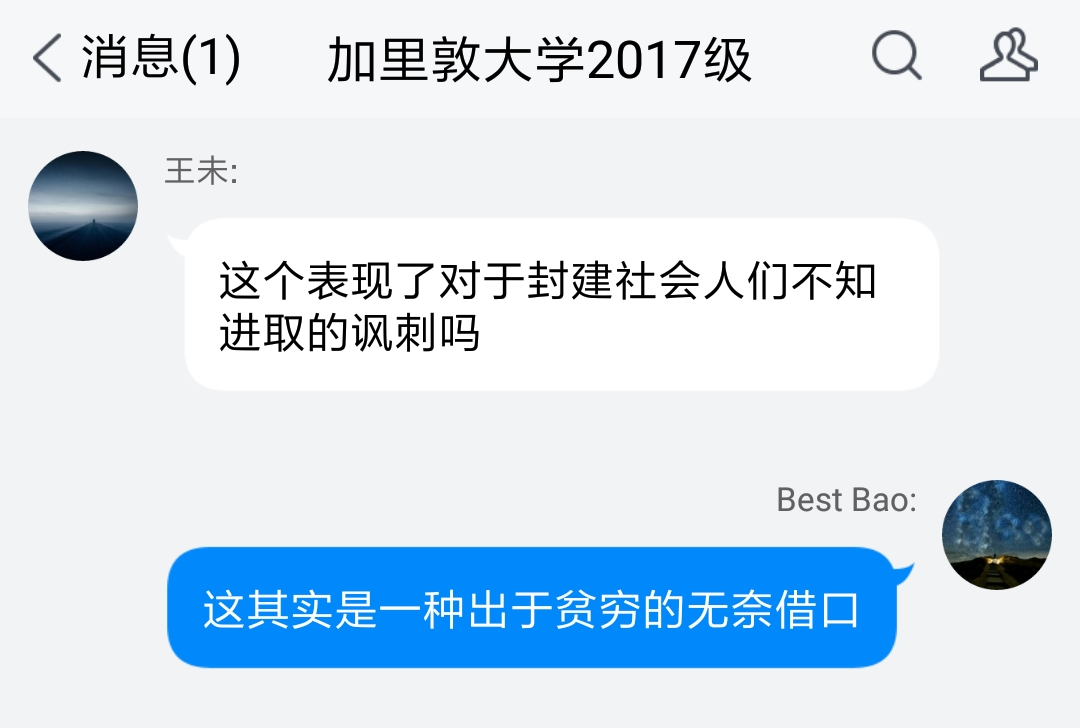 消息(1) 加里敦大学2017级
王未:
这个表现了对于封建社会人们不知
进取的讽刺吗
Best Bao:
这其实是一种出于贫穷的无奈借口